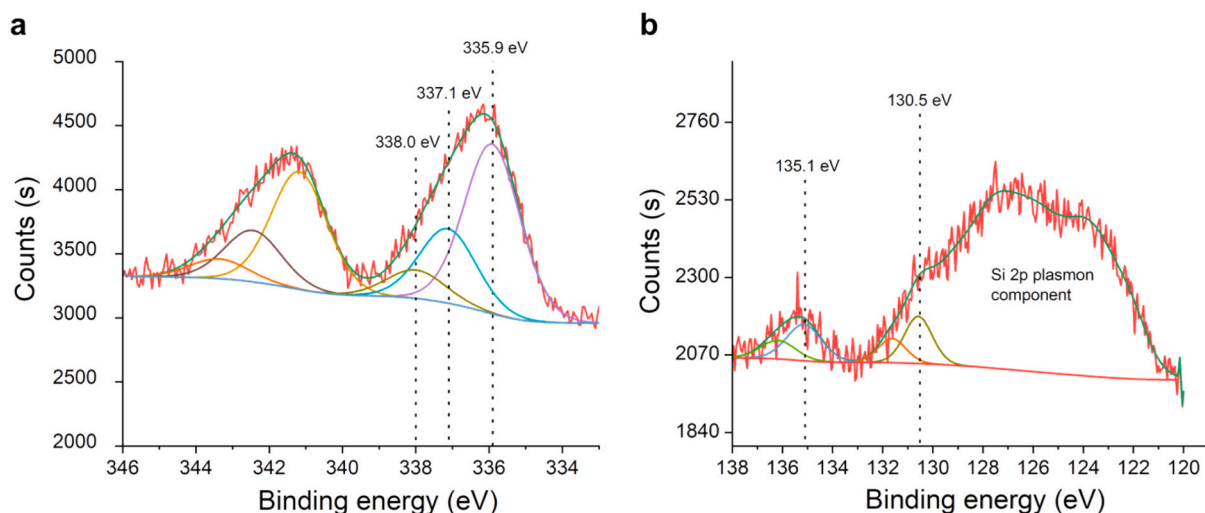 a
335.9 eV
337.1 eV
338.0 eV
5000
4500
4000
3500
3000
2500
2000
Counts (s)
346 344 342 340 338 336 334
Binding energy (eV)
b
130.5 eV
135.1 eV
Si 2p plasmon
component
2760
2530
2300
2070
1840
Counts (s)
138 136 134 132 130 128 126 124 122 120
Binding energy (eV)